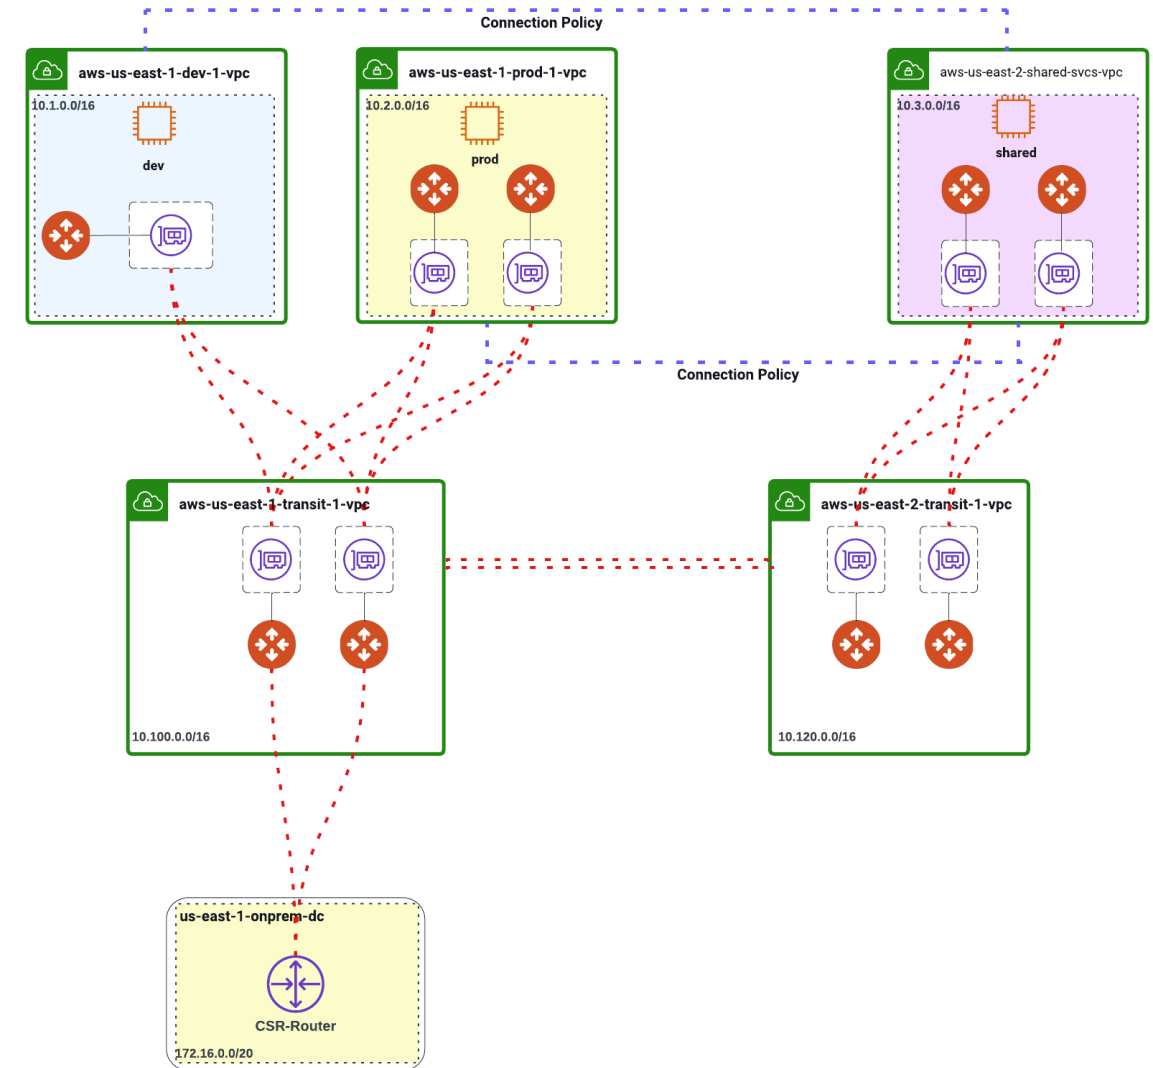 Connection Policy
aws-us-east-1-dev-1-vpc
aws-us-east-1-prod-1-vpc
aws-us-east-2-shared-svcs-vpc
10.1.0.0/16
10.2.0.0/16
10.3.0.0/16
dev
prod
shared
Connection Policy
aws-us-east-1-transit-1-vpc
aws-us-east-2-transit-1-vpc
10.100.0.0/16
10.120.0.0/16
us-east-1-onprem-dc
CSR-Router
172.16.0.0/20